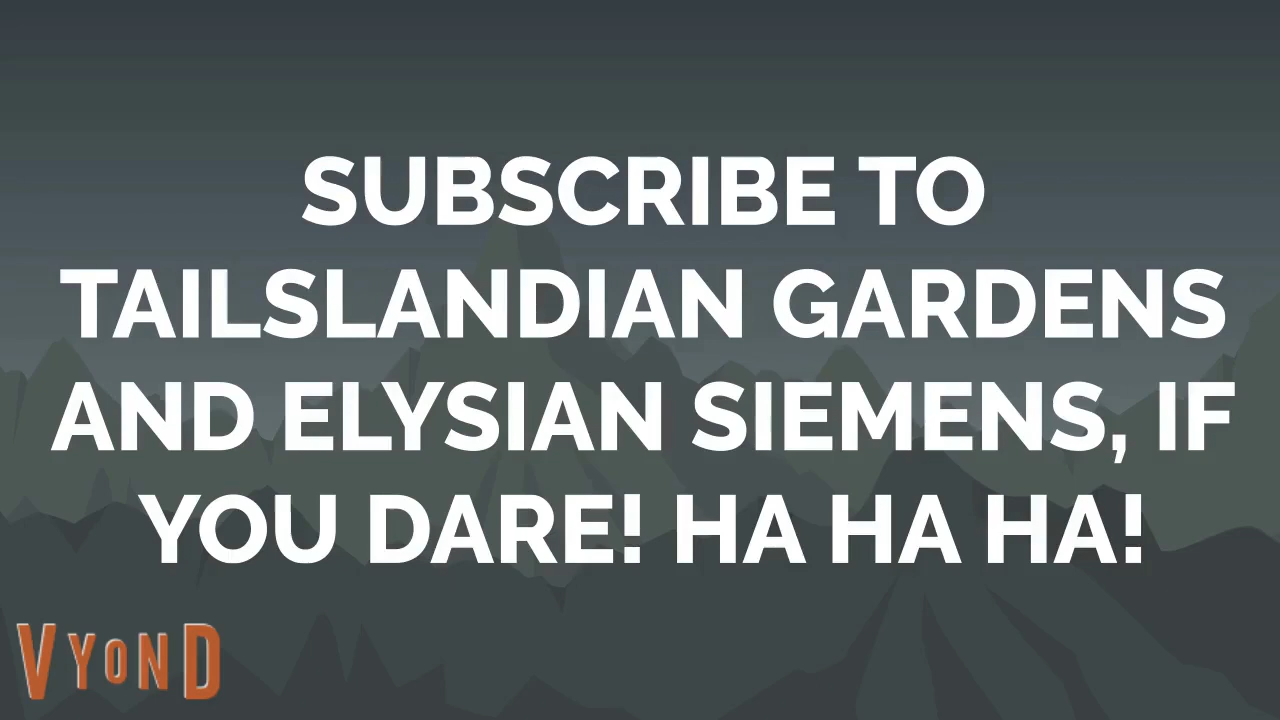 SUBSCRIBE TO
TAILSLANDIAN GARDENS
AND ELYSIAN SIEMENS, IF
YOU DARE! HA HA HA!
VYOND